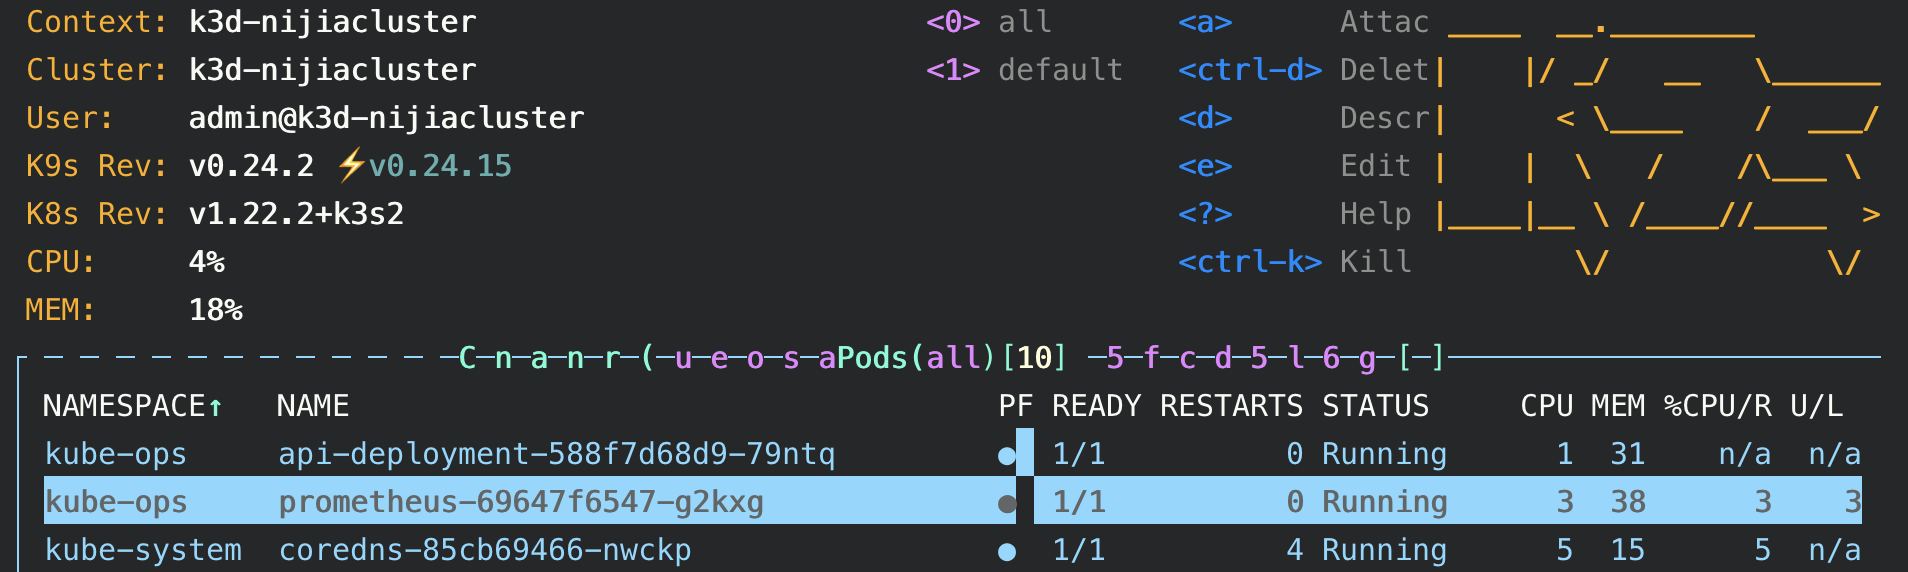 Context: k3d-nijiacluster <0> all <a> Attac
Cluster: k3d-nijiacluster <1> default <ctrl-d> Delet
User: admin@k3d-nijiacluster <d> Descr
K9s Rev: v0.24.2 ⚡v0.24.15 <e> Edit
K8s Rev: v1.22.2+k3s2 <?> Help
CPU: 4% <ctrl-k> Kill
MEM: 18%
C-n-a-n-r-(-u-e-o-s-aPods(all)[10] -5-f-c-d-5-l-6-g-[-]
NAMESPACE↑ NAME PF READY RESTARTS STATUS CPU MEM %CPU/R U/L
kube-ops api-deployment-588f7d68d9-79ntq ● 1/1 0 Running 1 31 n/a n/a
kube-ops prometheus-69647f6547-g2kxg ● 1/1 0 Running 3 38 3 3
kube-system coredns-85cb69466-nwckp ● 1/1 4 Running 5 15 5 n/a